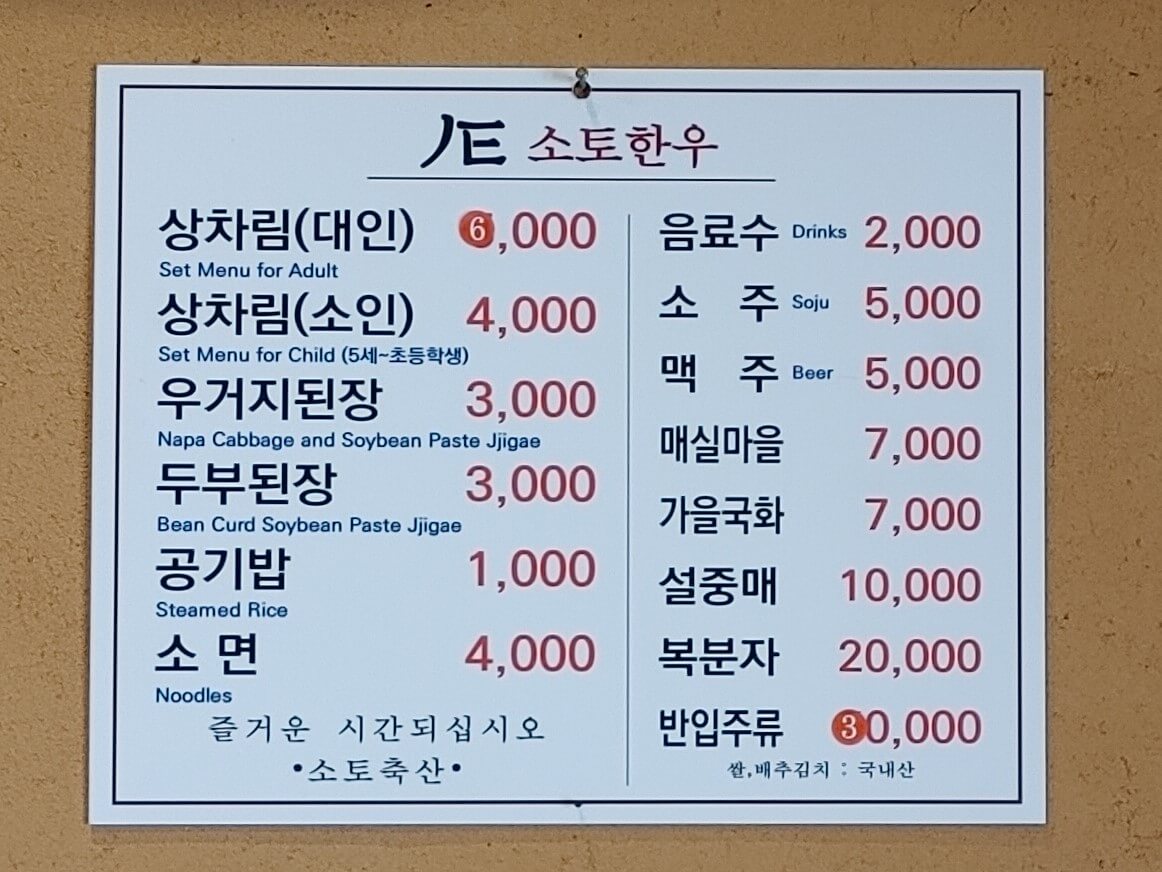 소토한우
상차림(대인) 6,000
Set Menu for Adult
상차림(소인) 4,000
Set Menu for Child (5세~초등학생)
우거지된장 3,000
Napa Cabbage and Soybean Paste Jjigae
두부된장 3,000
Bean Curd Soybean Paste Jjigae
공기밥 1,000
Steamed Rice
소 면 4,000
Noodles
즐거운 시간되십시오
•소토축산•
음료수 Drinks 2,000
소 주 Soju 5,000
맥 주 Beer 5,000
매실마을 7,000
가을국화 7,000
설중매 10,000
복분자 20,000
반입주류 30,000
쌀,배추김치 : 국내산